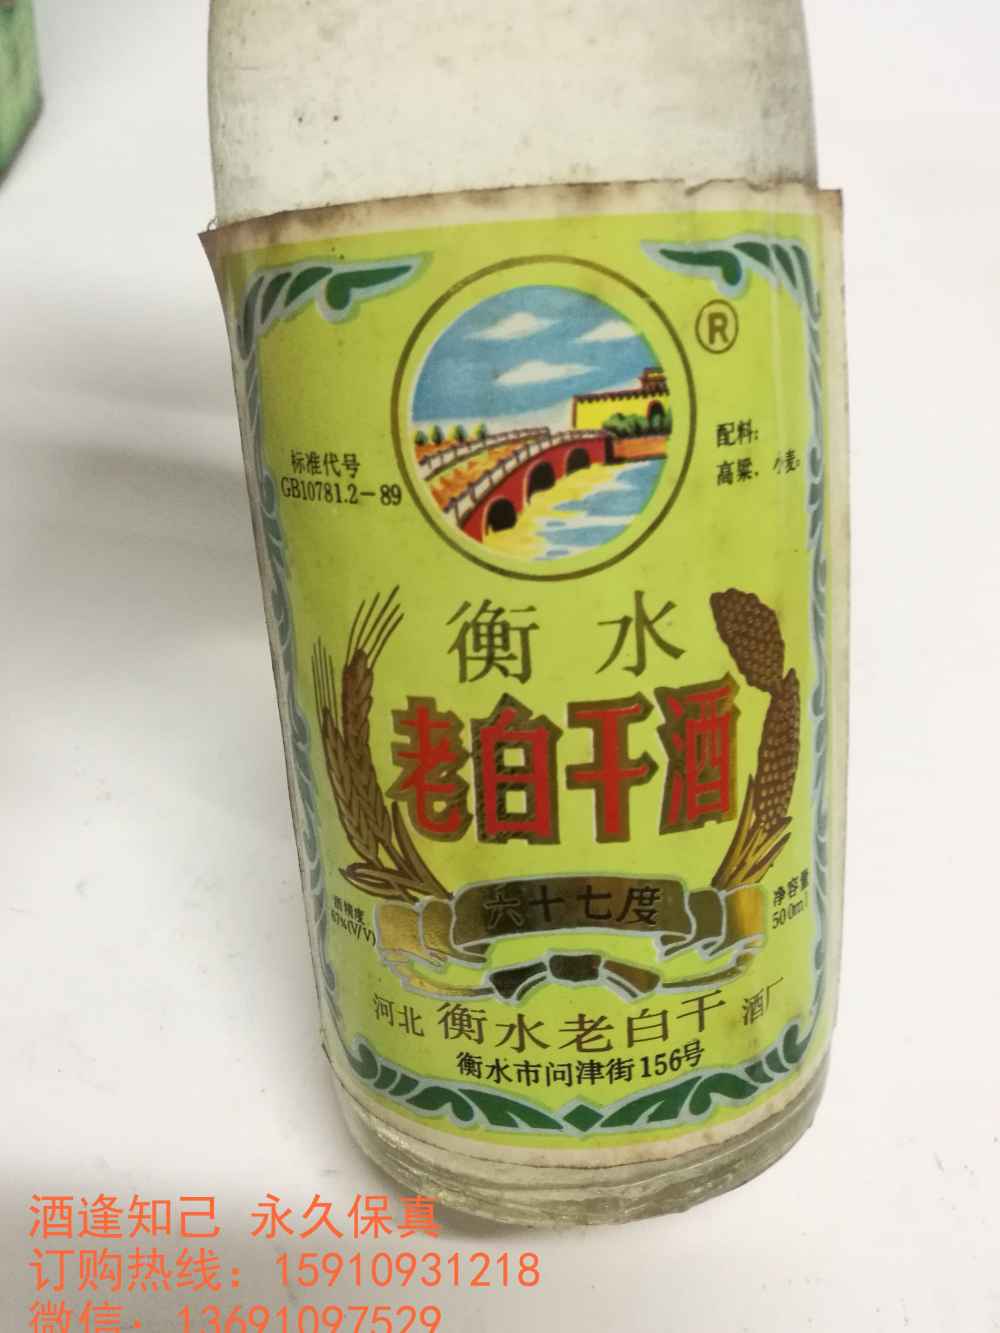 ®
标准代号
GB10781.2-89
配料:
高粱、小麦。
衡水
老白干酒
六十七度
67%(V/V)
净容量
500ml
河北衡水老白干酒厂
衡水市问津街156号
酒逢知己 永久保真
订购热线：15910931218
微信：13691097529